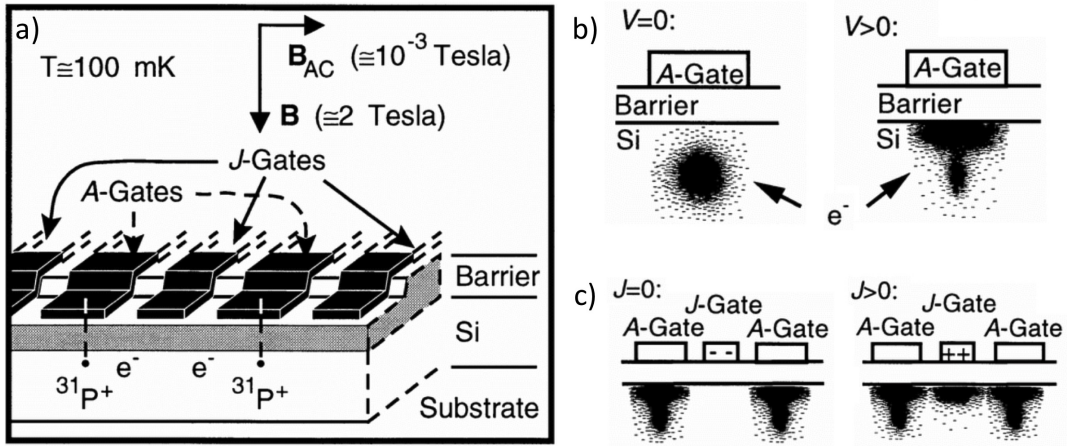 a)
T≅100 mK
B_AC (≅10⁻³ Tesla)
B (≅2 Tesla)
J-Gates
A-Gates
Barrier
Si
e⁻ e⁻
³¹P⁺ ³¹P⁺
Substrate
b)
V=0: V>0:
A-Gate A-Gate
Barrier Barrier
Si Si
e⁻
c)
J=0: J>0:
J-Gate J-Gate
A-Gate A-Gate A-Gate A-Gate
- - ++